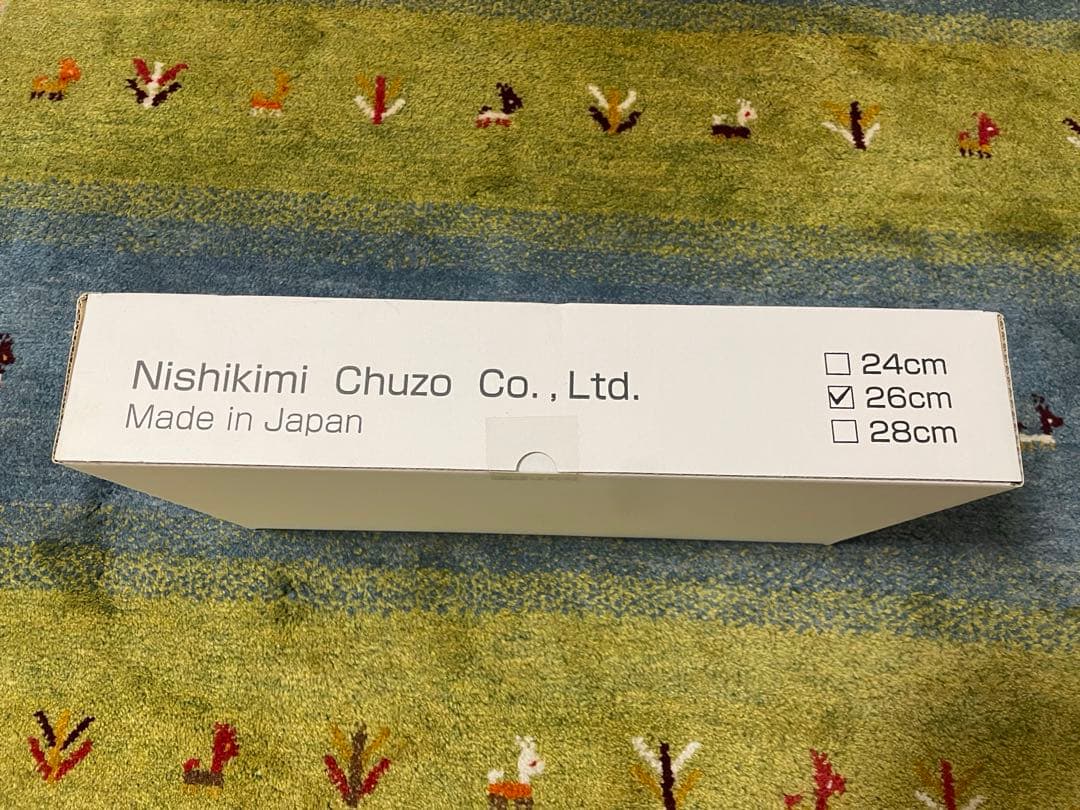 Nishikimi Chuzo Co., Ltd.
Made in Japan
☐ 24cm
☑ 26cm
☐ 28cm